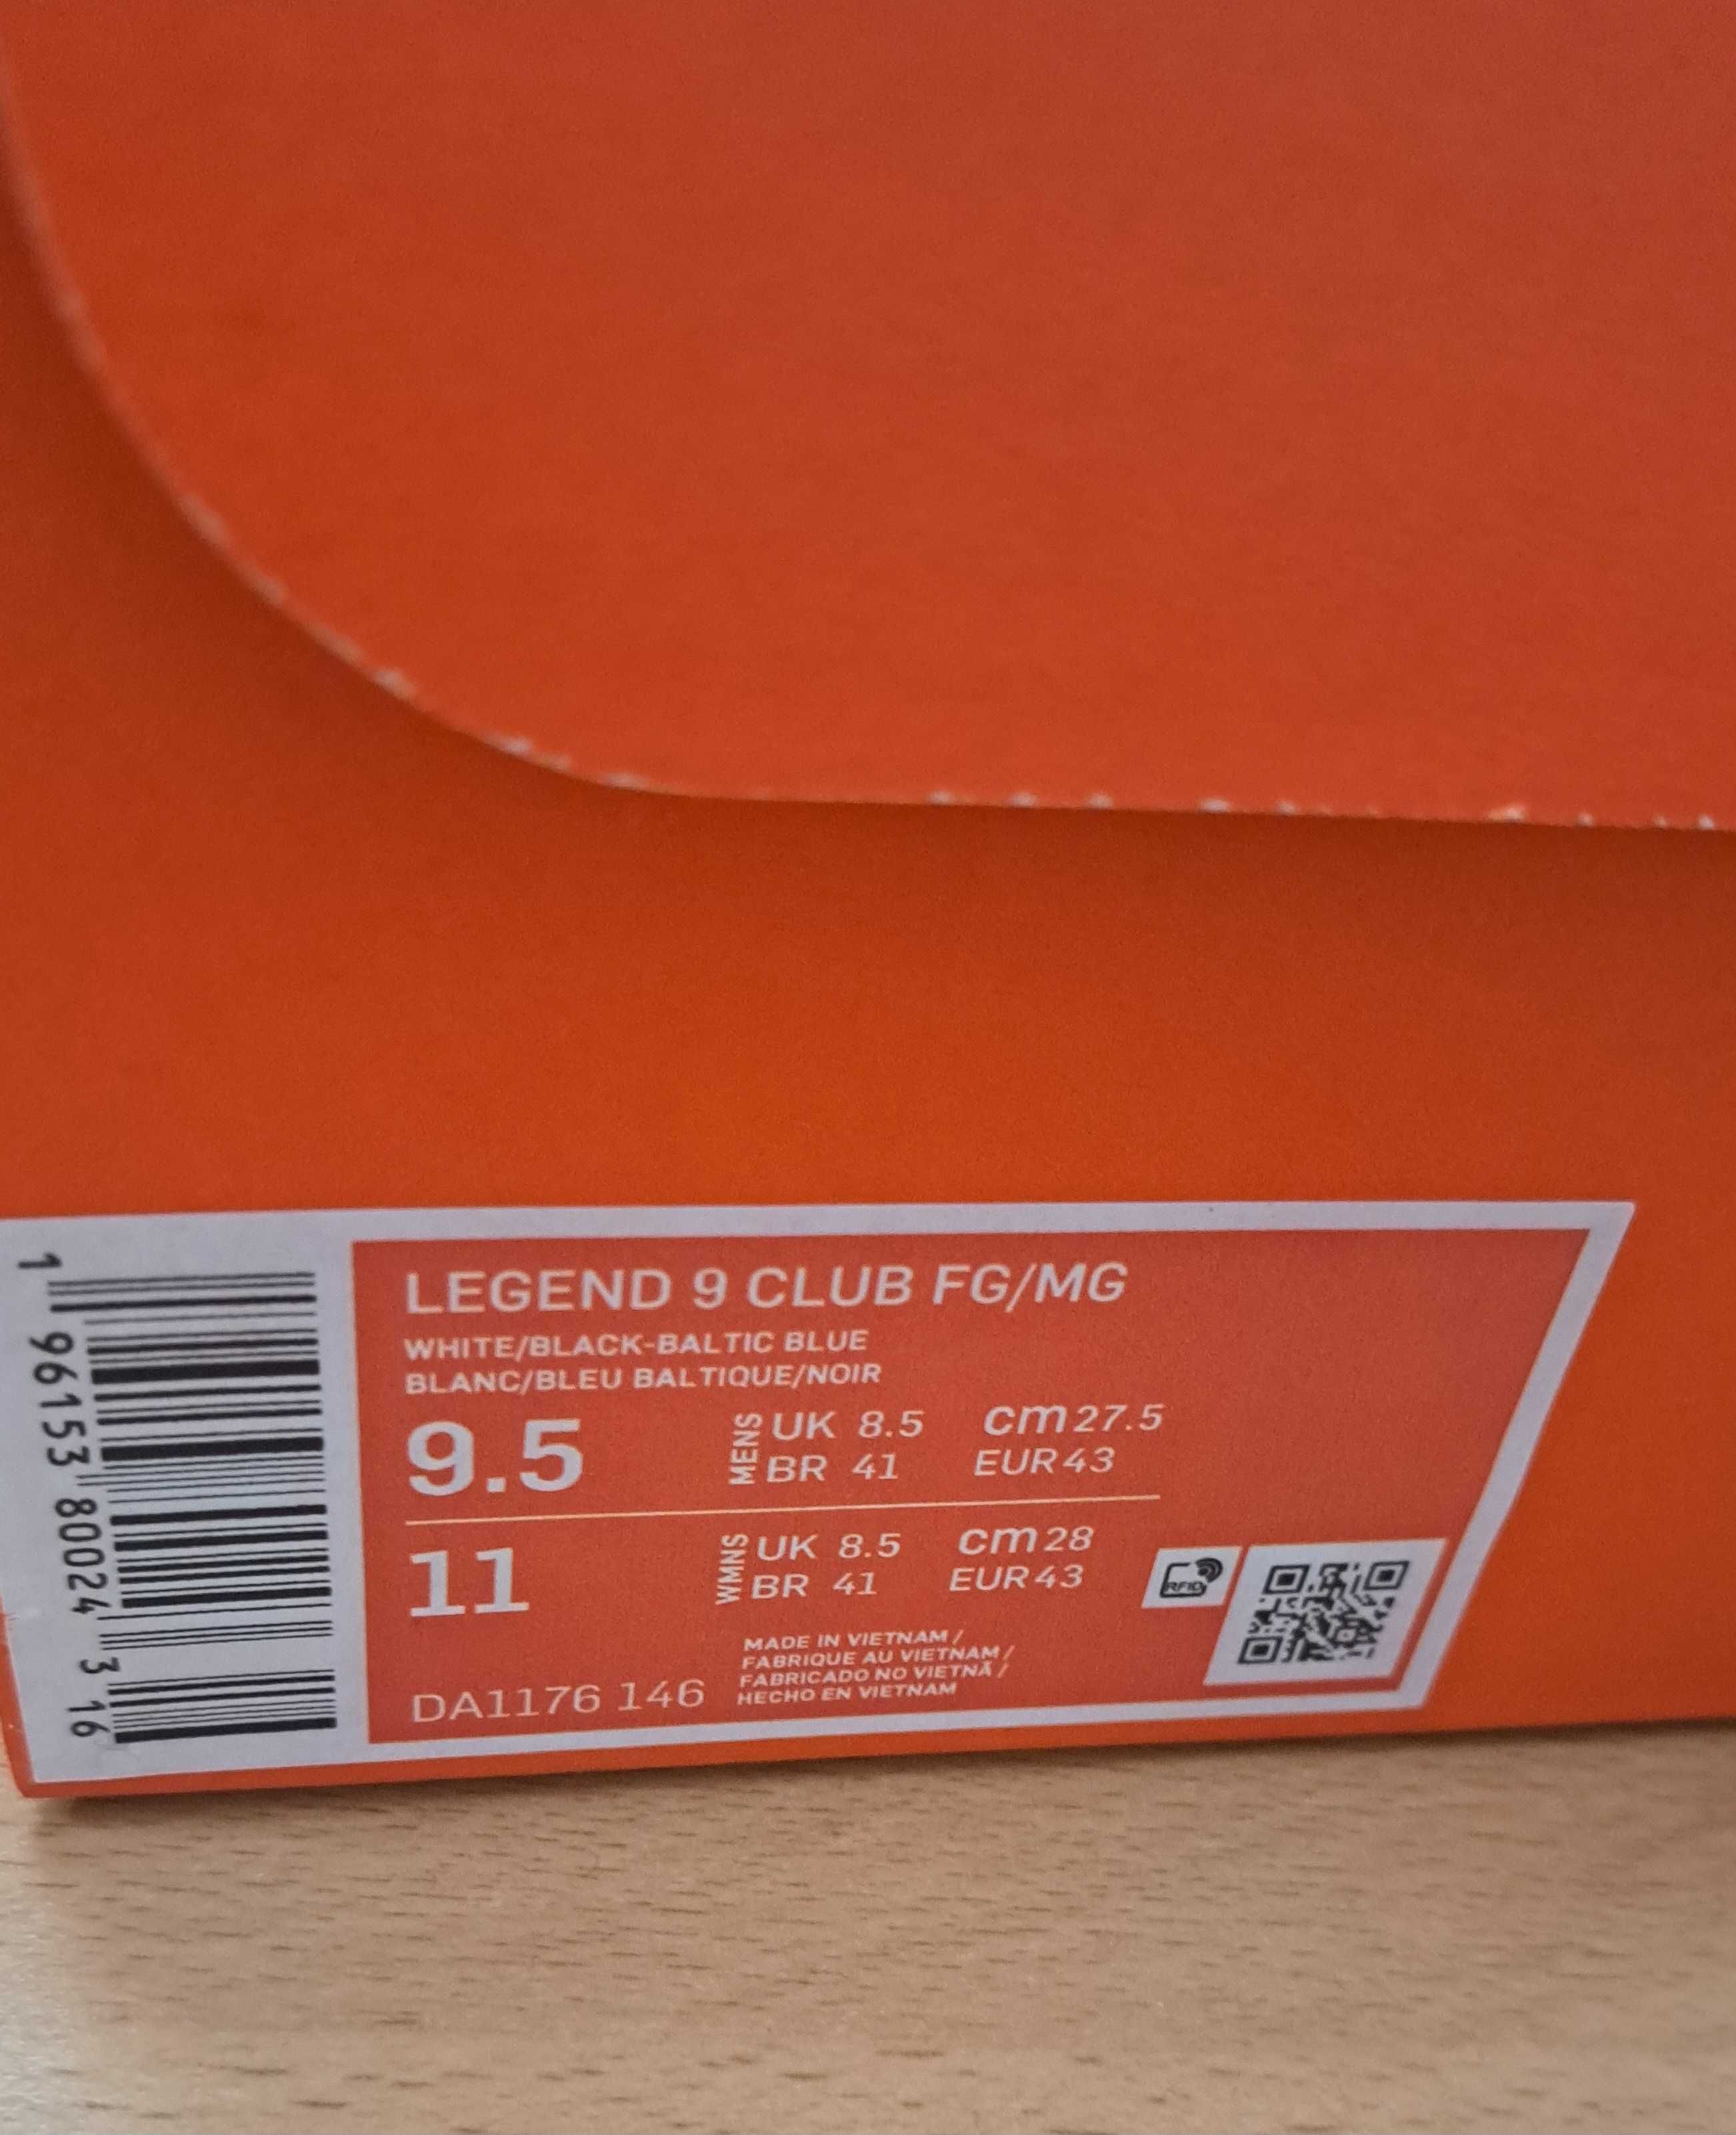 1 96153 80024 3 16
LEGEND 9 CLUB FG/MG
WHITE/BLACK-BALTIC BLUE
BLANC/BLEU BALTIQUE/NOIR
9.5 MENS UK 8.5 cm 27.5
BR 41 EUR 43
11 WMNS UK 8.5 cm 28
BR 41 EUR 43
RFID
MADE IN VIETNAM /
FABRIQUE AU VIETNAM /
FABRICADO NO VIETNÃ /
HECHO EN VIETNAM
DA1176 146